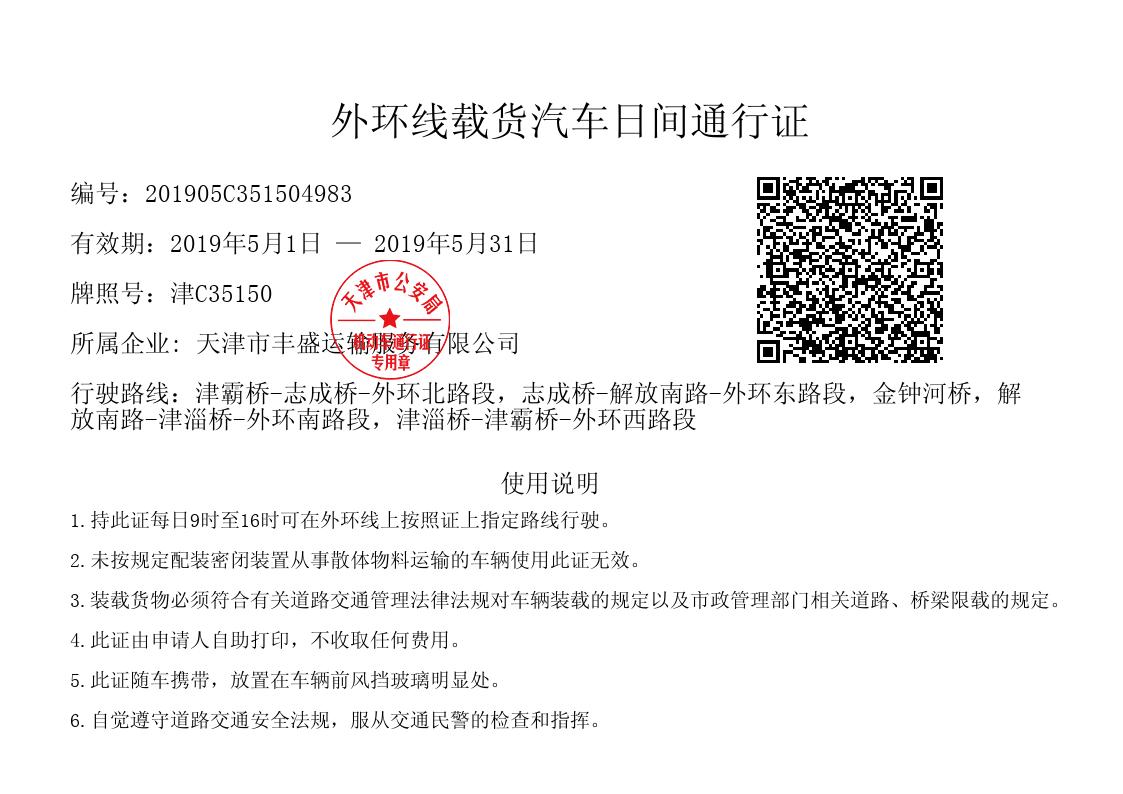 外环线载货汽车日间通行证
编号：201905C351504983
有效期：2019年5月1日 — 2019年5月31日
牌照号：津C35150
天津市公安局
所属企业: 天津市丰盛运输服务有限公司
专用章
行驶路线：津霸桥-志成桥-外环北路段，志成桥-解放南路-外环东路段，金钟河桥，解
放南路-津淄桥-外环南路段，津淄桥-津霸桥-外环西路段
使用说明
1.持此证每日9时至16时可在外环线上按照证上指定路线行驶。
2.未按规定配装密闭装置从事散体物料运输的车辆使用此证无效。
3.装载货物必须符合有关道路交通管理法律法规对车辆装载的规定以及市政管理部门相关道路、桥梁限载的规定。
4.此证由申请人自助打印，不收取任何费用。
5.此证随车携带，放置在车辆前风挡玻璃明显处。
6.自觉遵守道路交通安全法规，服从交通民警的检查和指挥。